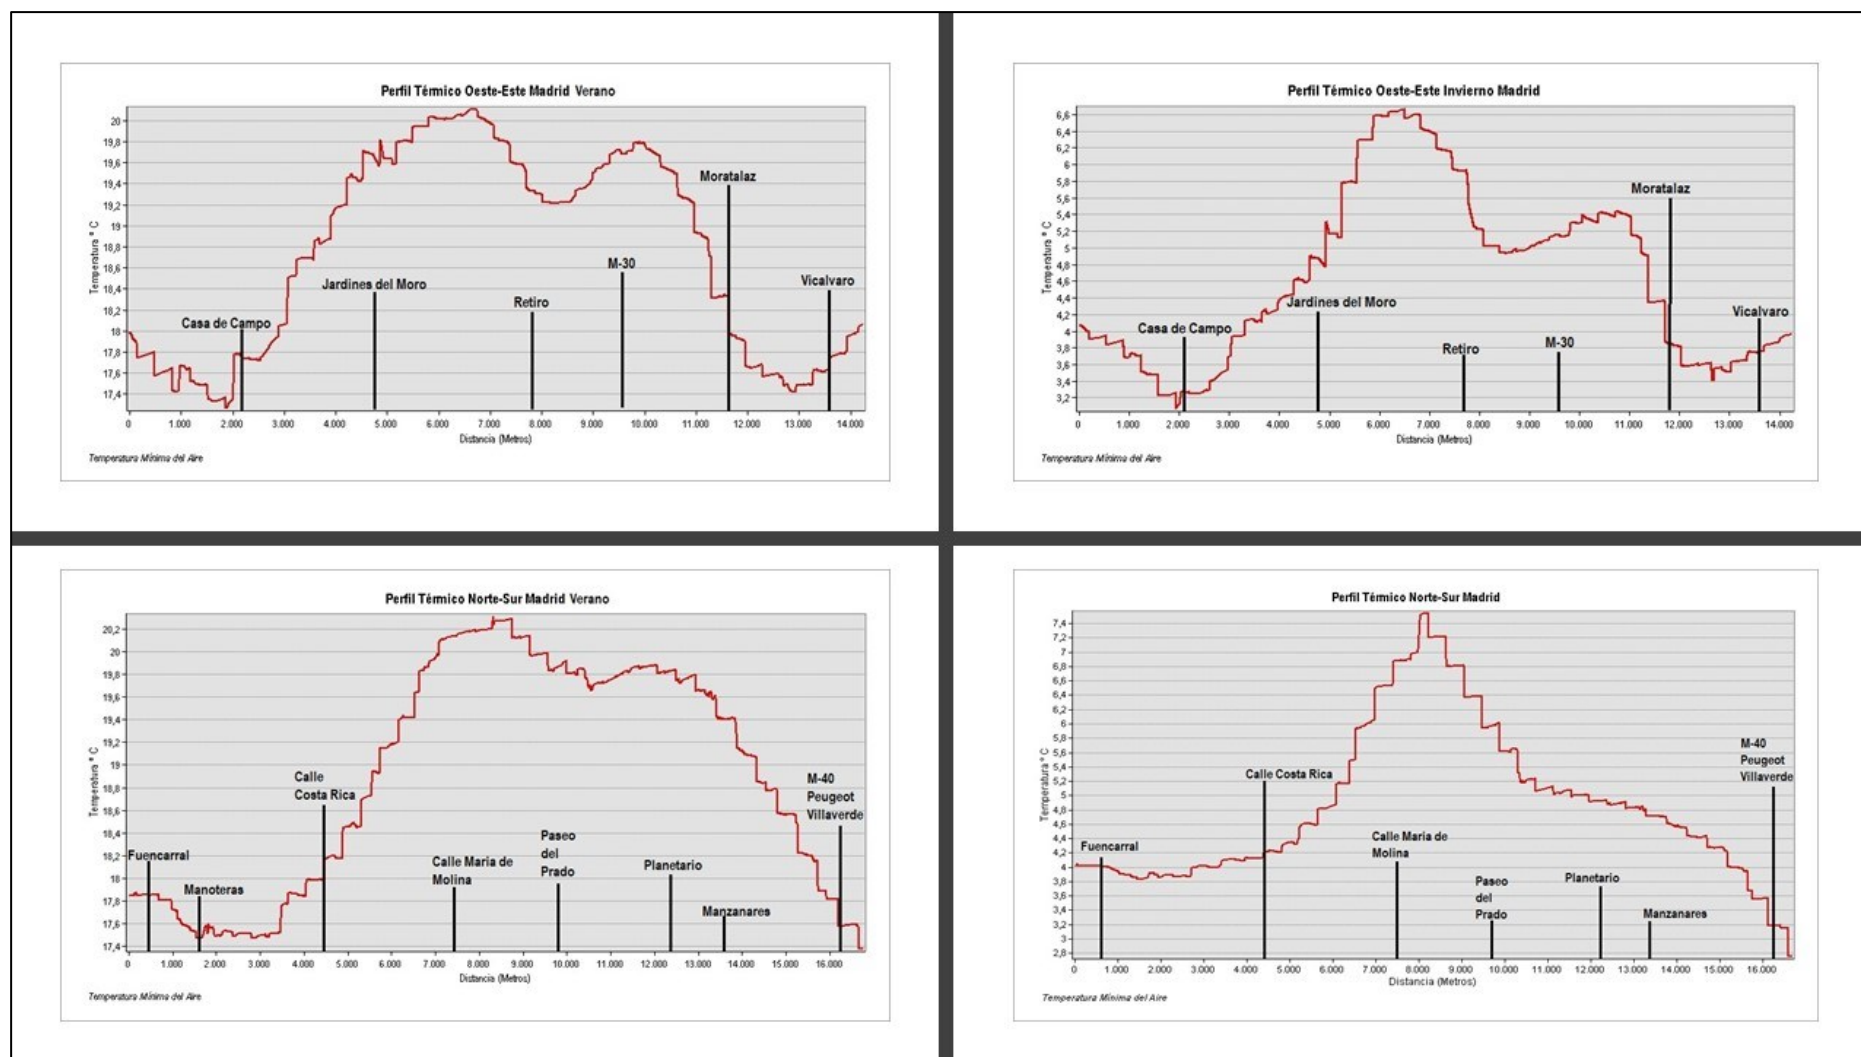 Perfil Térmico Oeste-Este Madrid Verano
Temperatura º C
20
19,8
19,6
19,4
19,2
19
18,8
18,6
18,4
18,2
18
17,8
17,6
17,4
Casa de Campo
Jardines del Moro
Retiro
M-30
Moratalaz
Vicalvaro
0 1.000 2.000 3.000 4.000 5.000 6.000 7.000 8.000 9.000 10.000 11.000 12.000 13.000 14.000
Distancia (Metros)
Temperatura Mínima del Aire
Perfil Térmico Oeste-Este Invierno Madrid
Temperatura º C
6,6
6,4
6,2
6
5,8
5,6
5,4
5,2
5
4,8
4,6
4,4
4,2
4
3,8
3,6
3,4
3,2
Casa de Campo
Jardines del Moro
Retiro
M-30
Moratalaz
Vicalvaro
0 1.000 2.000 3.000 4.000 5.000 6.000 7.000 8.000 9.000 10.000 11.000 12.000 13.000 14.000
Distancia (Metros)
Temperatura Mínima del Aire
Perfil Térmico Norte-Sur Madrid Verano
Temperatura º C
20,2
20
19,8
19,6
19,4
19,2
19
18,8
18,6
18,4
18,2
18
17,8
17,6
17,4
Fuencarral
Manoteras
Calle
Costa Rica
Calle Maria de
Molina
Paseo
del
Prado
Planetario
Manzanares
M-40
Peugeot
Villaverde
0 1.000 2.000 3.000 4.000 5.000 6.000 7.000 8.000 9.000 10.000 11.000 12.000 13.000 14.000 15.000 16.000
Distancia (Metros)
Temperatura Mínima del Aire
Perfil Térmico Norte-Sur Madrid
Temperatura º C
7,4
7,2
7
6,8
6,6
6,4
6,2
6
5,8
5,6
5,4
5,2
5
4,8
4,6
4,4
4,2
4
3,8
3,6
3,4
3,2
3
2,8
Fuencarral
Calle Costa Rica
Calle Maria de
Molina
Paseo
del
Prado
Planetario
Manzanares
M-40
Peugeot
Villaverde
0 1.000 2.000 3.000 4.000 5.000 6.000 7.000 8.000 9.000 10.000 11.000 12.000 13.000 14.000 15.000 16.000
Distancia (Metros)
Temperatura Mínima del Aire